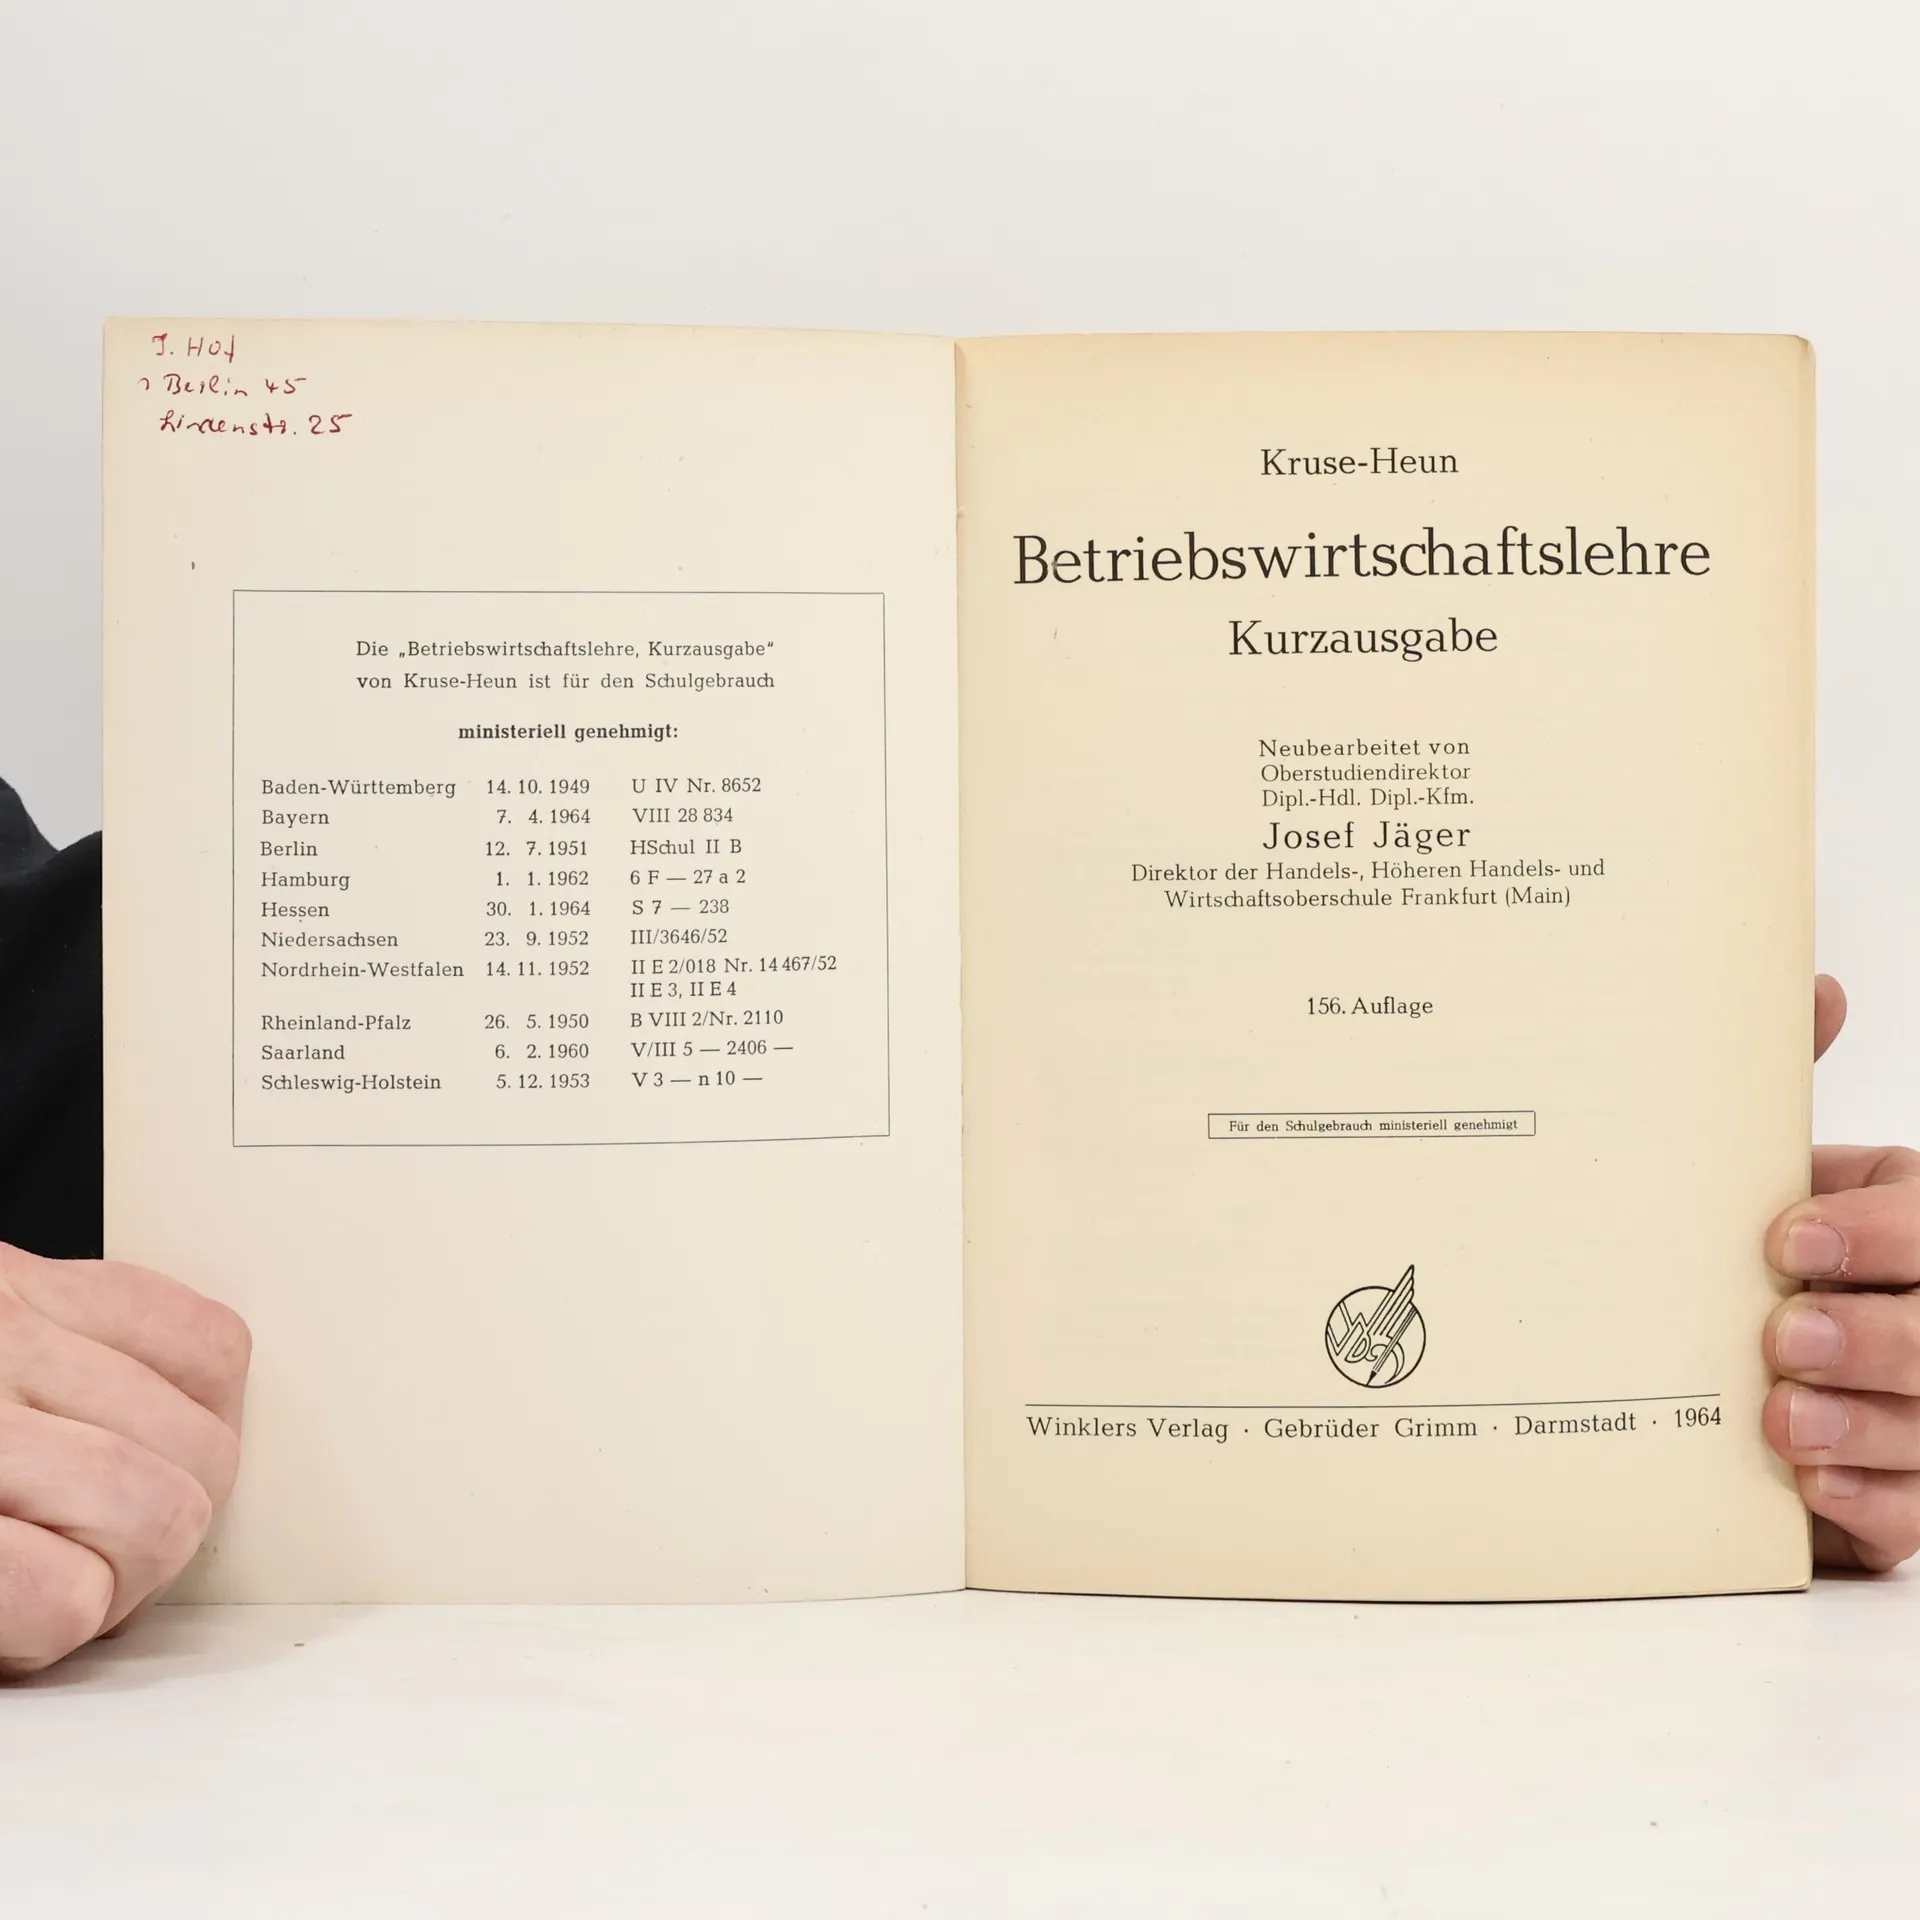 J. Hof
1 Berlin 45
Lindenstr. 25
Die „Betriebswirtschaftslehre, Kurzausgabe“
von Kruse-Heun ist für den Schulgebrauch
ministeriell genehmigt:
Baden-Württemberg 14. 10. 1949 U IV Nr. 8652
Bayern 7. 4. 1964 VIII 28 834
Berlin 12. 7. 1951 HSchul II B
Hamburg 1. 1. 1962 6 F — 27 a 2
Hessen 30. 1. 1964 S 7 — 238
Niedersachsen 23. 9. 1952 III/3646/52
Nordrhein-Westfalen 14. 11. 1952 II E 2/018 Nr. 14 467/52
II E 3, II E 4
Rheinland-Pfalz 26. 5. 1950 B VIII 2/Nr. 2110
Saarland 6. 2. 1960 V/III 5 — 2406 —
Schleswig-Holstein 5. 12. 1953 V 3 — n 10 —
Kruse-Heun
Betriebswirtschaftslehre
Kurzausgabe
Neubearbeitet von
Oberstudiendirektor
Dipl.-Hdl. Dipl.-Kfm.
Josef Jäger
Direktor der Handels-, Höheren Handels- und
Wirtschaftsoberschule Frankfurt (Main)
156. Auflage
Für den Schulgebrauch ministeriell genehmigt
Winklers Verlag · Gebrüder Grimm · Darmstadt · 1964